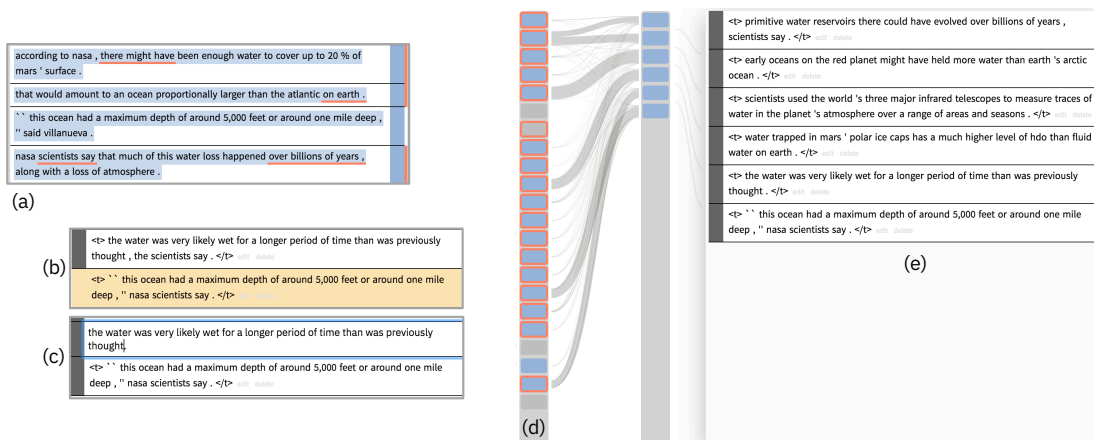 according to nasa , there might have been enough water to cover up to 20 % of
mars ' surface .
that would amount to an ocean proportionally larger than the atlantic on earth .
`` this ocean had a maximum depth of around 5,000 feet or around one mile deep ,
'' said villanueva .
nasa scientists say that much of this water loss happened over billions of years ,
along with a loss of atmosphere .
(a)
(b)
<t> the water was very likely wet for a longer period of time than was previously
thought , the scientists say . </t> edit delete
<t> `` this ocean had a maximum depth of around 5,000 feet or around one mile
deep , '' nasa scientists say . </t> edit delete
(c)
the water was very likely wet for a longer period of time than was previously
thought
<t> `` this ocean had a maximum depth of around 5,000 feet or around one mile
deep , '' nasa scientists say . </t> edit delete
(d)
<t> primitive water reservoirs there could have evolved over billions of years ,
scientists say . </t> edit delete
<t> early oceans on the red planet might have held more water than earth 's arctic
ocean . </t> edit delete
<t> scientists used the world 's three major infrared telescopes to measure traces of
water in the planet 's atmosphere over a range of areas and seasons . </t> edit delete
<t> water trapped in mars ' polar ice caps has a much higher level of hdo than fluid
water on earth . </t> edit delete
<t> the water was very likely wet for a longer period of time than was previously
thought . </t> edit delete
<t> `` this ocean had a maximum depth of around 5,000 feet or around one mile
deep , '' nasa scientists say . </t> edit delete
(e)